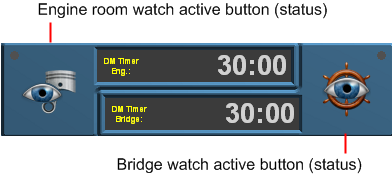 Engine room watch active button (status)
DM Timer
Eng.:
30:00
DM Timer
Bridge:
30:00
Bridge watch active button (status)